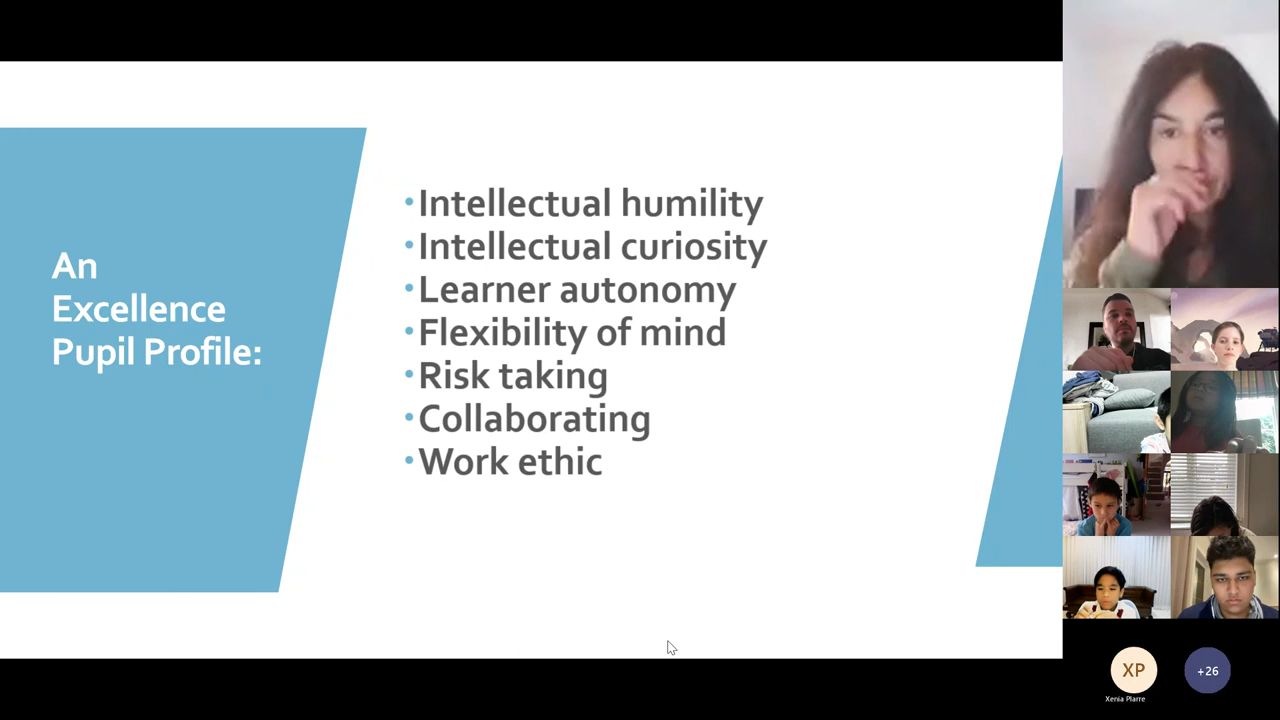 An
Excellence
Pupil Profile:
• Intellectual humility
• Intellectual curiosity
• Learner autonomy
• Flexibility of mind
• Risk taking
• Collaborating
• Work ethic
XP
+26
Xenia Plarre